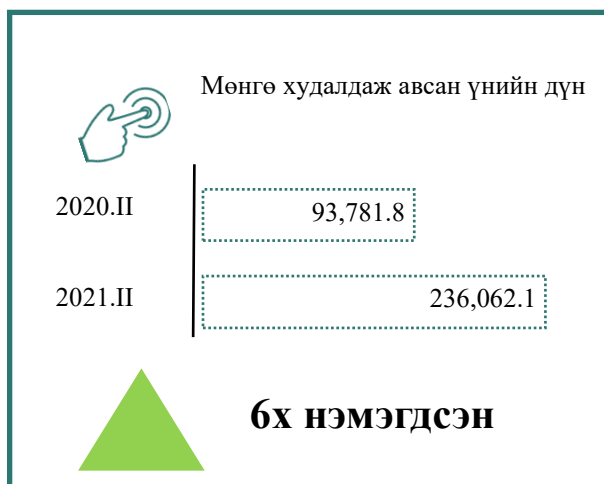 Мөнгө худалдаж авсан үнийн дүн
2020.II
93,781.8
2021.II
236,062.1
6x нэмэгдсэн